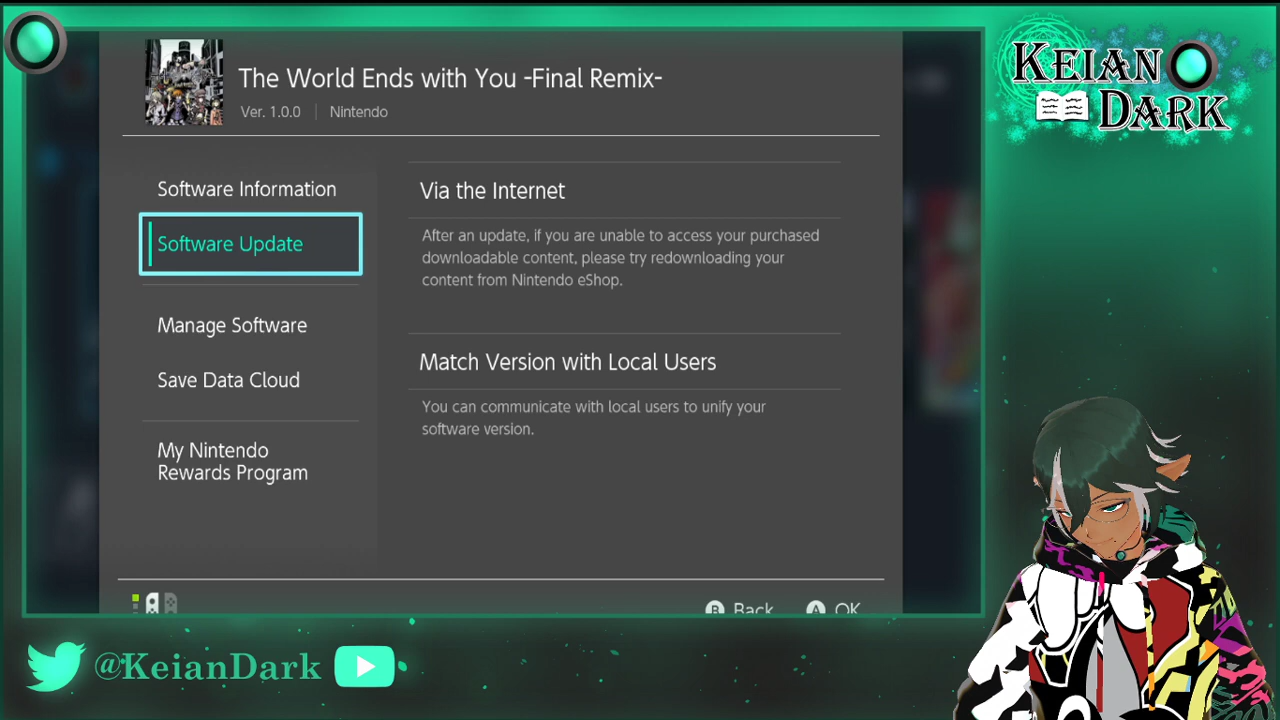 The World Ends with You -Final Remix-
Ver. 1.0.0 | Nintendo
Software Information
Software Update
Manage Software
Save Data Cloud
My Nintendo
Rewards Program
Via the Internet
After an update, if you are unable to access your purchased
downloadable content, please try redownloading your
content from Nintendo eShop.
Match Version with Local Users
You can communicate with local users to unify your
software version.
B Back A OK
KEIAN
DARK
@KeianDark